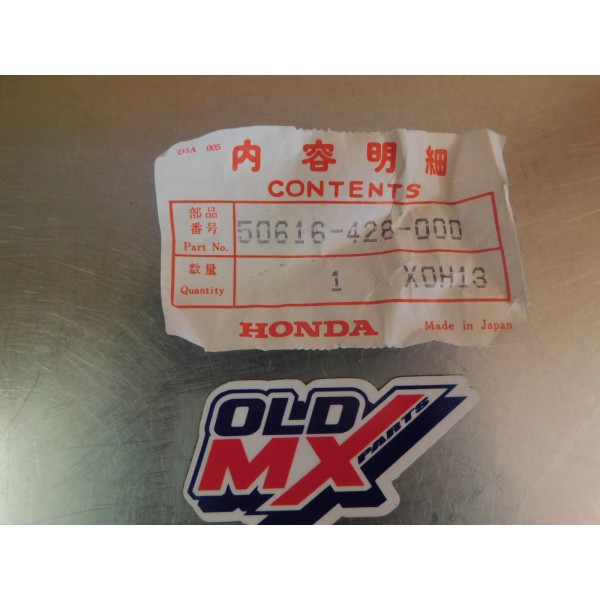 DSA 005
内容明細
CONTENTS
部品
番号
Part No.
50616-428-000
数量
Quantity
1 XOH13
HONDA
Made in Japan
OLD
MX
PARTS